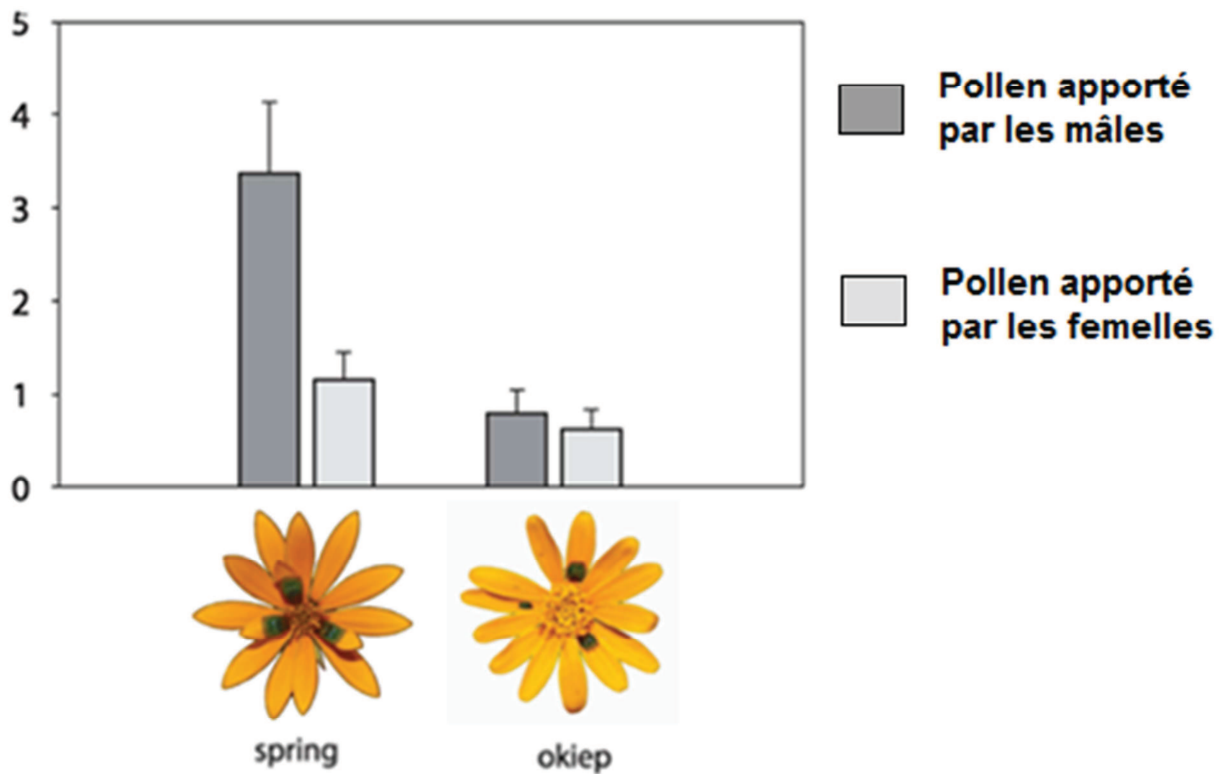 5
4
3
2
1
0
Pollen apporté
par les mâles
Pollen apporté
par les femelles
spring
okiep